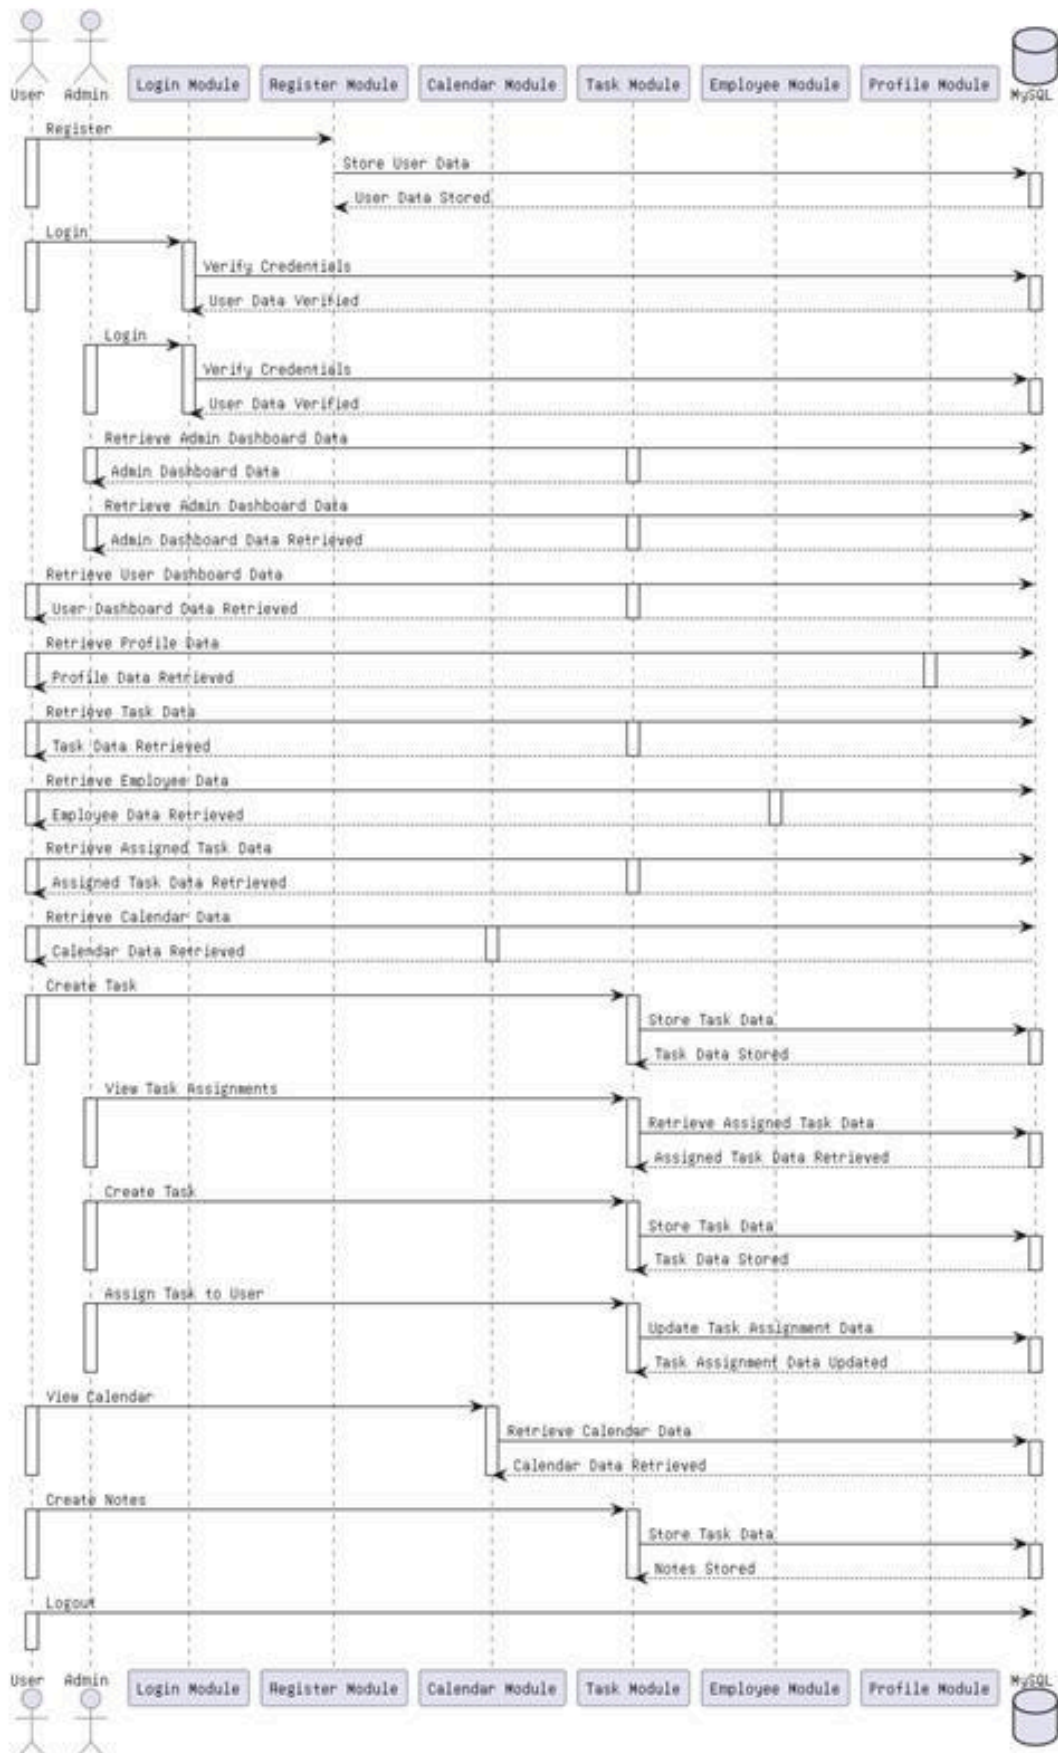 User
Admin
Login Module
Register Module
Calendar Module
Task Module
Employee Module
Profile Module
MySQL
Register
Store User Data
User Data Stored
Login
Verify Credentials
User Data Verified
Login
Verify Credentials
User Data Verified
Retrieve Admin Dashboard Data
Admin Dashboard Data
Retrieve Admin Dashboard Data
Admin Dashboard Data Retrieved
Retrieve User Dashboard Data
User Dashboard Data Retrieved
Retrieve Profile Data
Profile Data Retrieved
Retrieve Task Data
Task Data Retrieved
Retrieve Employee Data
Employee Data Retrieved
Retrieve Assigned Task Data
Assigned Task Data Retrieved
Retrieve Calendar Data
Calendar Data Retrieved
Create Task
Store Task Data
Task Data Stored
View Task Assignments
Retrieve Assigned Task Data
Assigned Task Data Retrieved
Create Task
Store Task Data
Task Data Stored
Assign Task to User
Update Task Assignment Data
Task Assignment Data Updated
View Calendar
Retrieve Calendar Data
Calendar Data Retrieved
Create Notes
Store Task Data
Notes Stored
Logout
User
Admin
Login Module
Register Module
Calendar Module
Task Module
Employee Module
Profile Module
MySQL